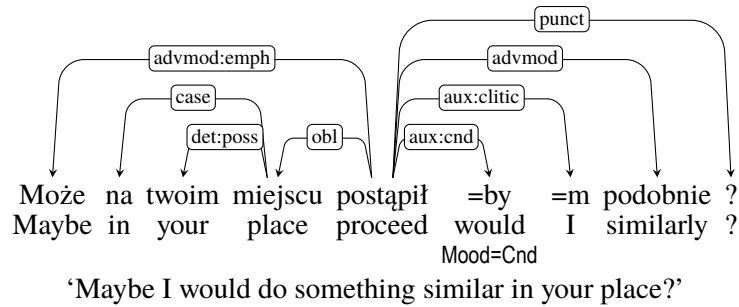 punct
advmod:emph advmod
case aux:clitic
det:poss obl aux:cnd
Może na twoim miejscu postąpił =by =m podobnie ?
Maybe in your place proceed would I similarly ?
Mood=Cnd
‘Maybe I would do something similar in your place?’